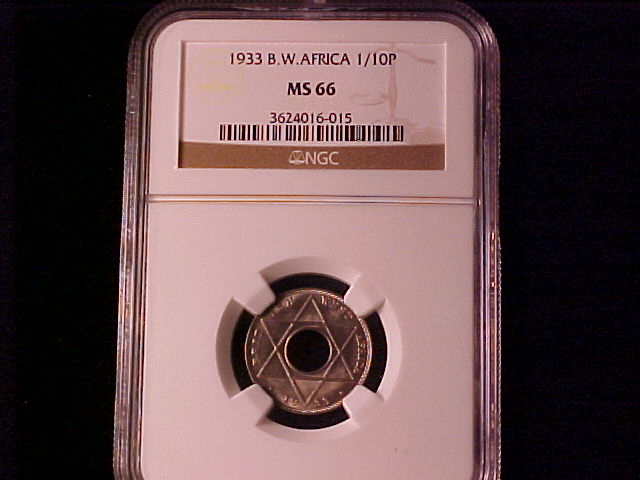 1933 B.W.AFRICA 1/10P
MS 66
3624016-015
NGC